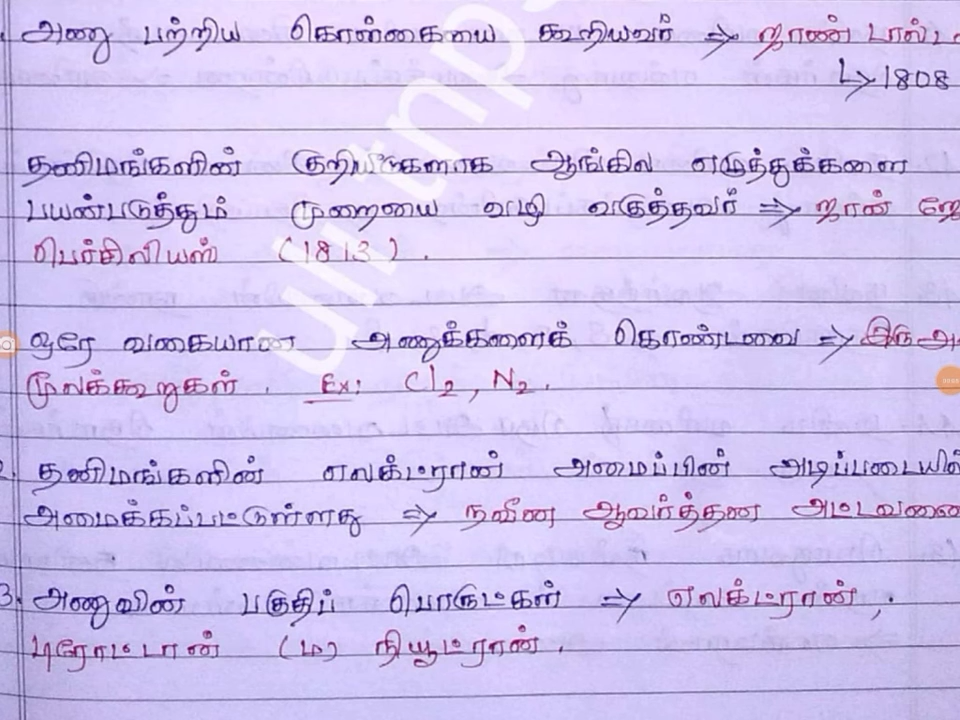 அணு பற்றிய கொள்கையை கூறியவர் ⇒ ஜான் டால்ட
↳ 1808
தனிமங்களின் குறியீடுகளாக ஆங்கில எழுத்துக்களை
பயன்படுத்தும் முறையை வழி வகுத்தவர் ⇒ ஜான் ஜே
பெர்சிலியஸ் (1813).
ஒரே வகையான அணுக்களைக் கொண்டவை ⇒ இரு அ
மூலக்கூறுகள். Ex: Cl2, N2.
2. தனிமங்களின் எலக்ட்ரான் அமைப்பின் அடிப்படையின்
அமைக்கப்பட்டுள்ளது ⇒ நவீன ஆவர்த்தன அட்டவணை
3. அணுவின் பகுதிப் பொருட்கள் ⇒ எலக்ட்ரான்,
புரோட்டான் (ம) நியூட்ரான்.